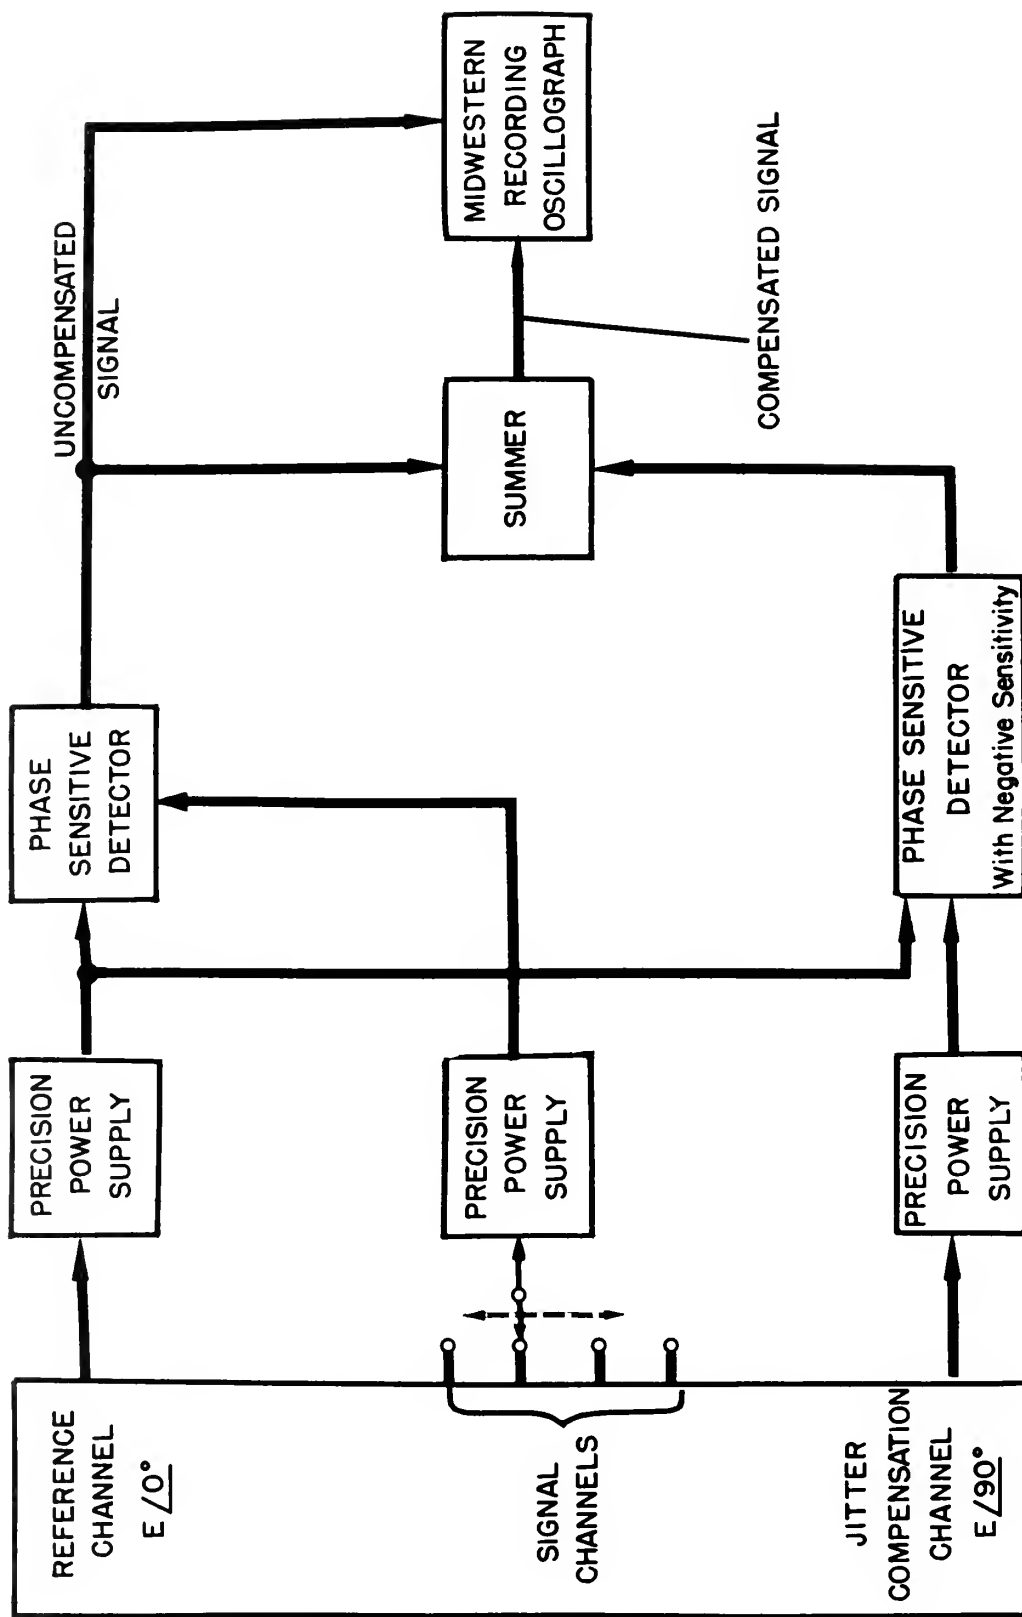 REFERENCE
CHANNEL
E /0°
SIGNAL
CHANNELS
JITTER
COMPENSATION
CHANNEL
E /90°
PRECISION
POWER
SUPPLY
PRECISION
POWER
SUPPLY
PRECISION
POWER
SUPPLY
PHASE
SENSITIVE
DETECTOR
PHASE SENSITIVE
DETECTOR
With Negative Sensitivity
UNCOMPENSATED
SIGNAL
SUMMER
COMPENSATED SIGNAL
MIDWESTERN
RECORDING
OSCILLOGRAPH